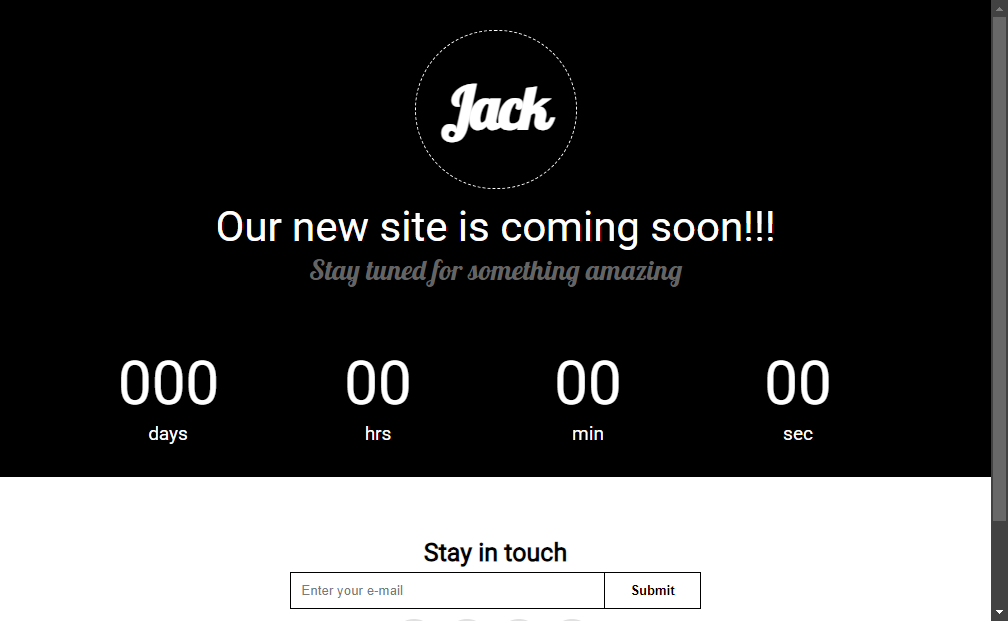 Jack
Our new site is coming soon!!!
Stay tuned for something amazing
000 00 00 00
days hrs min sec
Stay in touch
Enter your e-mail Submit